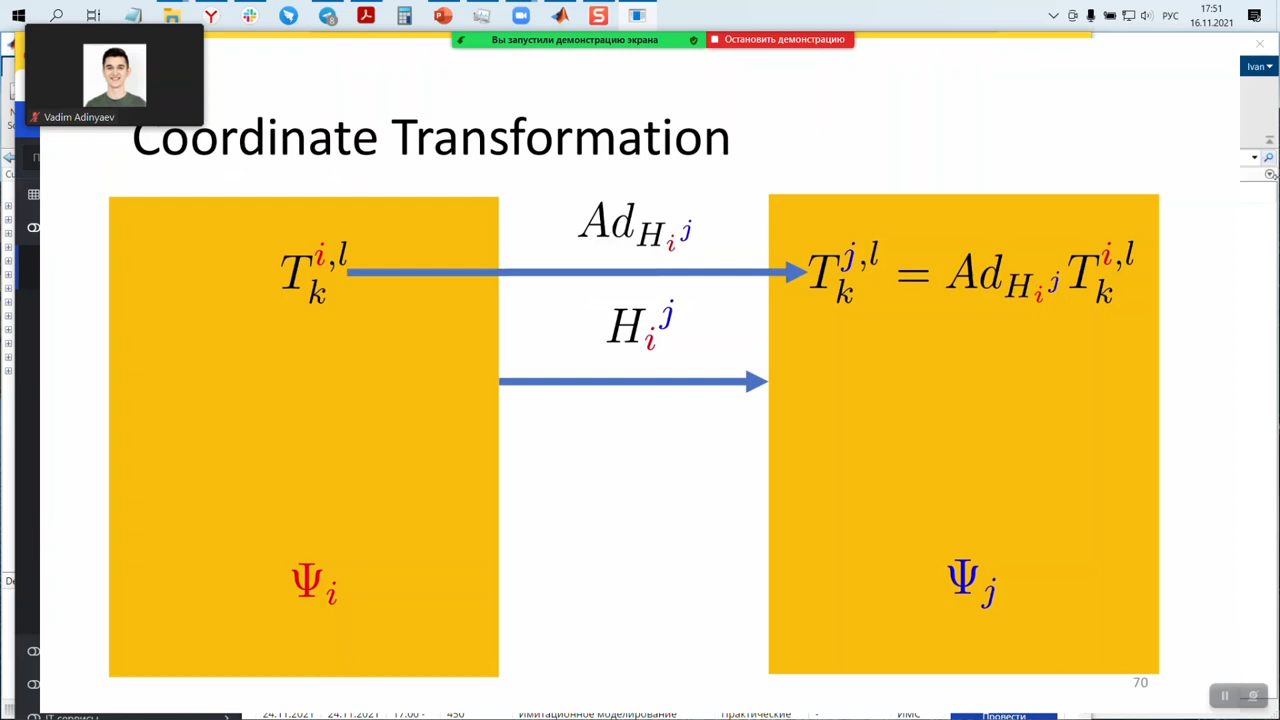 17:51
РУС
16.11.2021
Вы запустили демонстрацию экрана
Остановить демонстрацию
Ivan
Vadim Adinyaev
Coordinate Transformation
Ad_{H_i^j}
T_k^{i,l}
T_k^{j,l} = Ad_{H_i^j} T_k^{i,l}
H_i^j
Ψ_i
Ψ_j
70
IT сервисы
24.11.2021 24.11.2021 17:00 - 450 Имитационное моделирование Практические - ИМС Провести